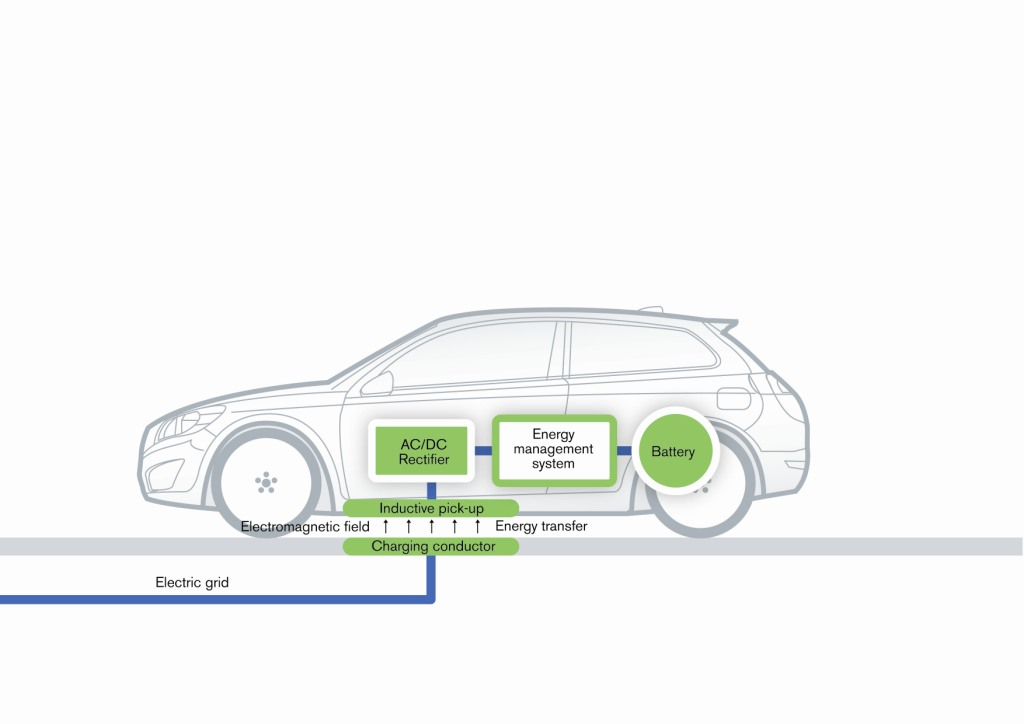 AC/DC
Rectifier
Energy
management
system
Battery
Inductive pick-up
Electromagnetic field
Energy transfer
Charging conductor
Electric grid